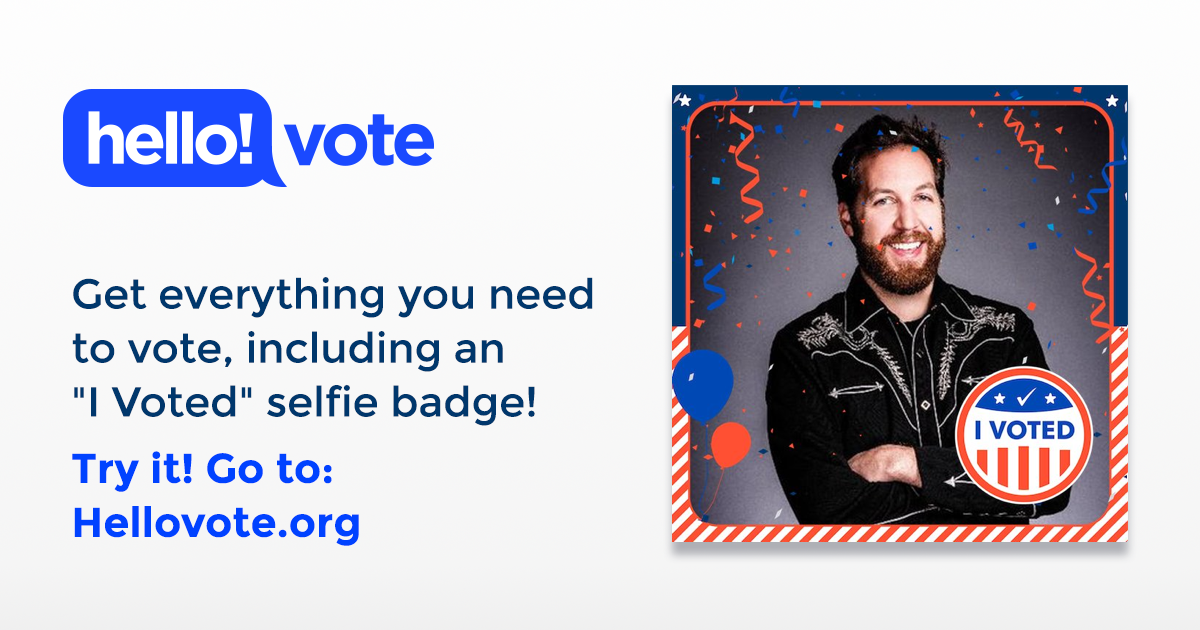 hello! vote
Get everything you need
to vote, including an
"I Voted" selfie badge!
Try it! Go to:
Hellovote.org
I VOTED